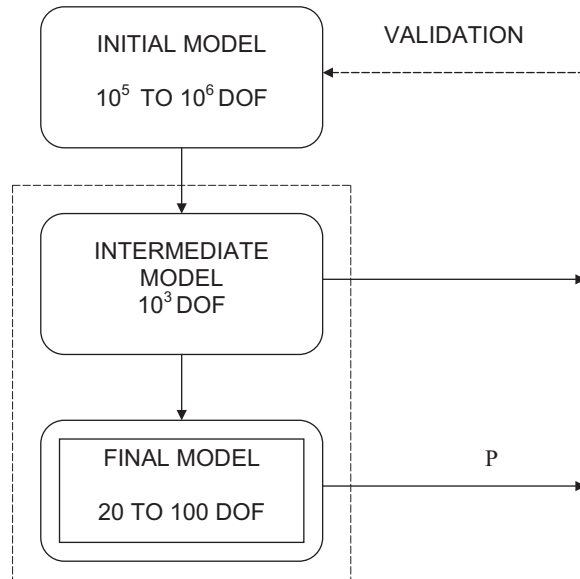 INITIAL MODEL
VALIDATION
10⁵ TO 10⁶ DOF
INTERMEDIATE
MODEL
10³ DOF
FINAL MODEL
P
20 TO 100 DOF